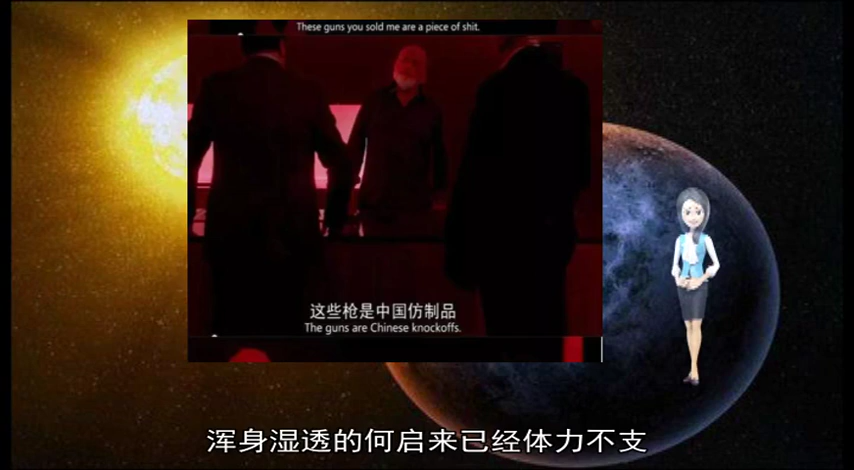 These guns you sold me are a piece of shit.
这些枪是中国仿制品
The guns are Chinese knockoffs.
浑身湿透的何启来已经体力不支